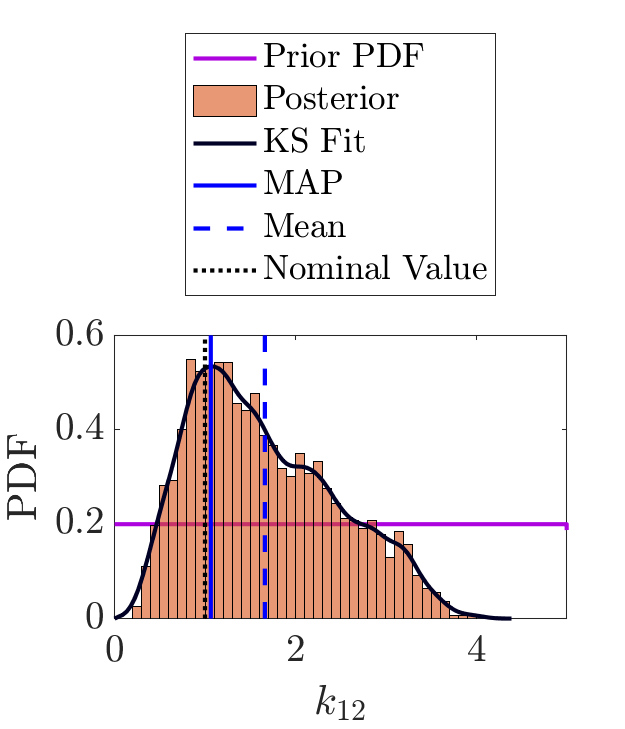 Prior PDF
Posterior
KS Fit
MAP
Mean
Nominal Value
0.6
0.4
0.2
0
PDF
0 2 4
k₁₂